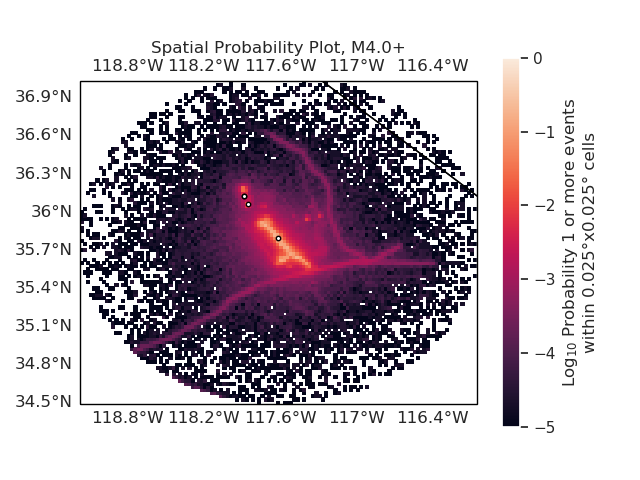 Spatial Probability Plot, M4.0+
118.8°W 118.2°W 117.6°W 117°W 116.4°W
36.9°N
36.6°N
36.3°N
36°N
35.7°N
35.4°N
35.1°N
34.8°N
34.5°N
118.8°W 118.2°W 117.6°W 117°W 116.4°W
0
−1
−2
−3
−4
−5
Log₁₀ Probability 1 or more events
within 0.025°x0.025° cells